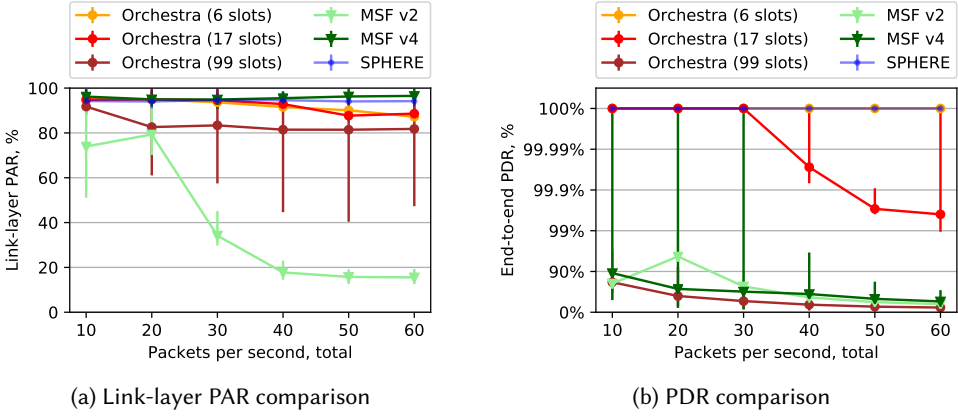 Orchestra (6 slots) MSF v2
Orchestra (17 slots) MSF v4
Orchestra (99 slots) SPHERE
100
80
60
40
20
0
Link-layer PAR, %
10 20 30 40 50 60
Packets per second, total
(a) Link-layer PAR comparison
Orchestra (6 slots) MSF v2
Orchestra (17 slots) MSF v4
Orchestra (99 slots) SPHERE
100%
99.99%
99.9%
99%
90%
0%
End-to-end PDR, %
10 20 30 40 50 60
Packets per second, total
(b) PDR comparison